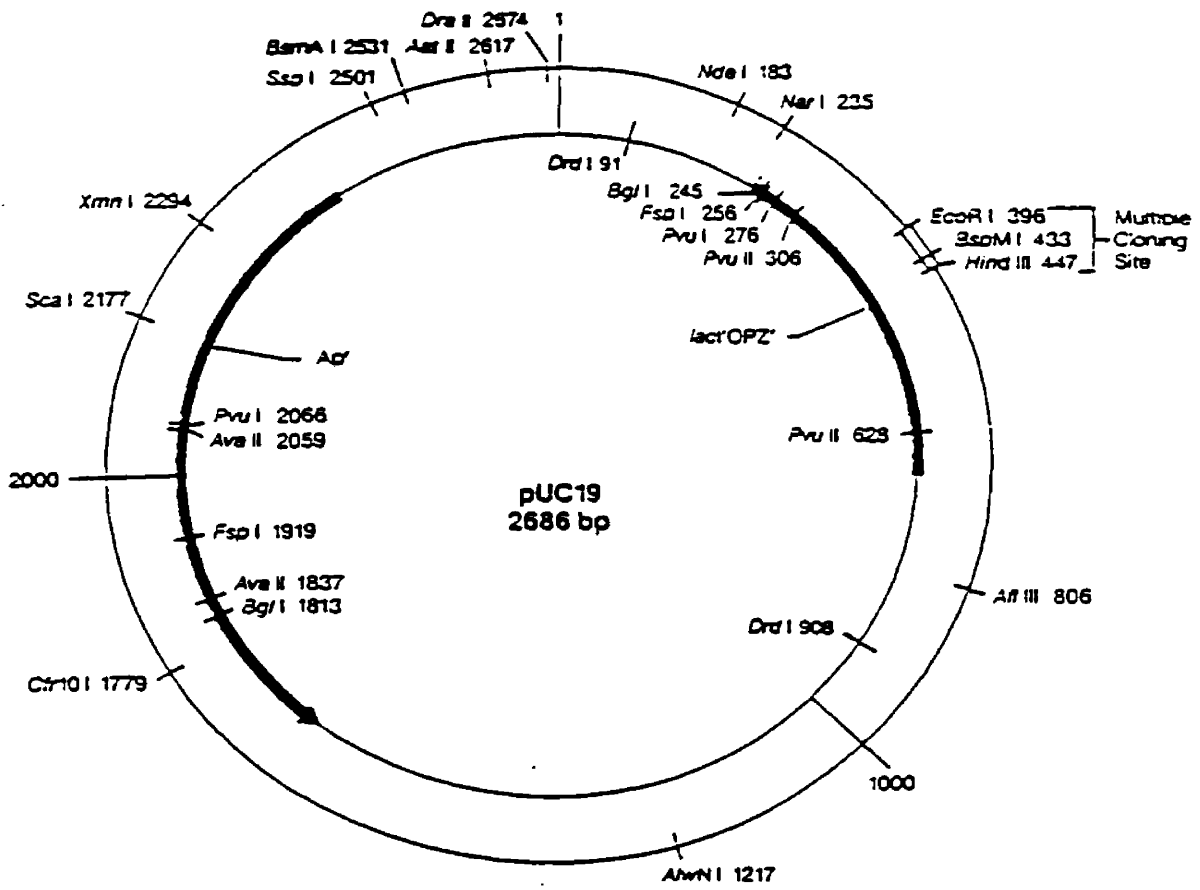 Dra II 2674
1
BsmA I 2531
Aat II 2617
Ssp I 2501
Nde I 183
Nar I 235
Drd I 91
Xmn I 2294
Bgl I 245
Fsp I 256
Pvu I 276
Pvu II 306
EcoR I 396
BspM I 433
Hind III 447
Multiple
Cloning
Site
Sca I 2177
lact'OPZ'
Apr
Pvu I 2066
Ava II 2059
Pvu II 628
2000
pUC19
2686 bp
Fsp I 1919
Ava II 1837
Bgl I 1813
Afl III 806
Drd I 908
Cfr10 I 1779
1000
AlwN I 1217